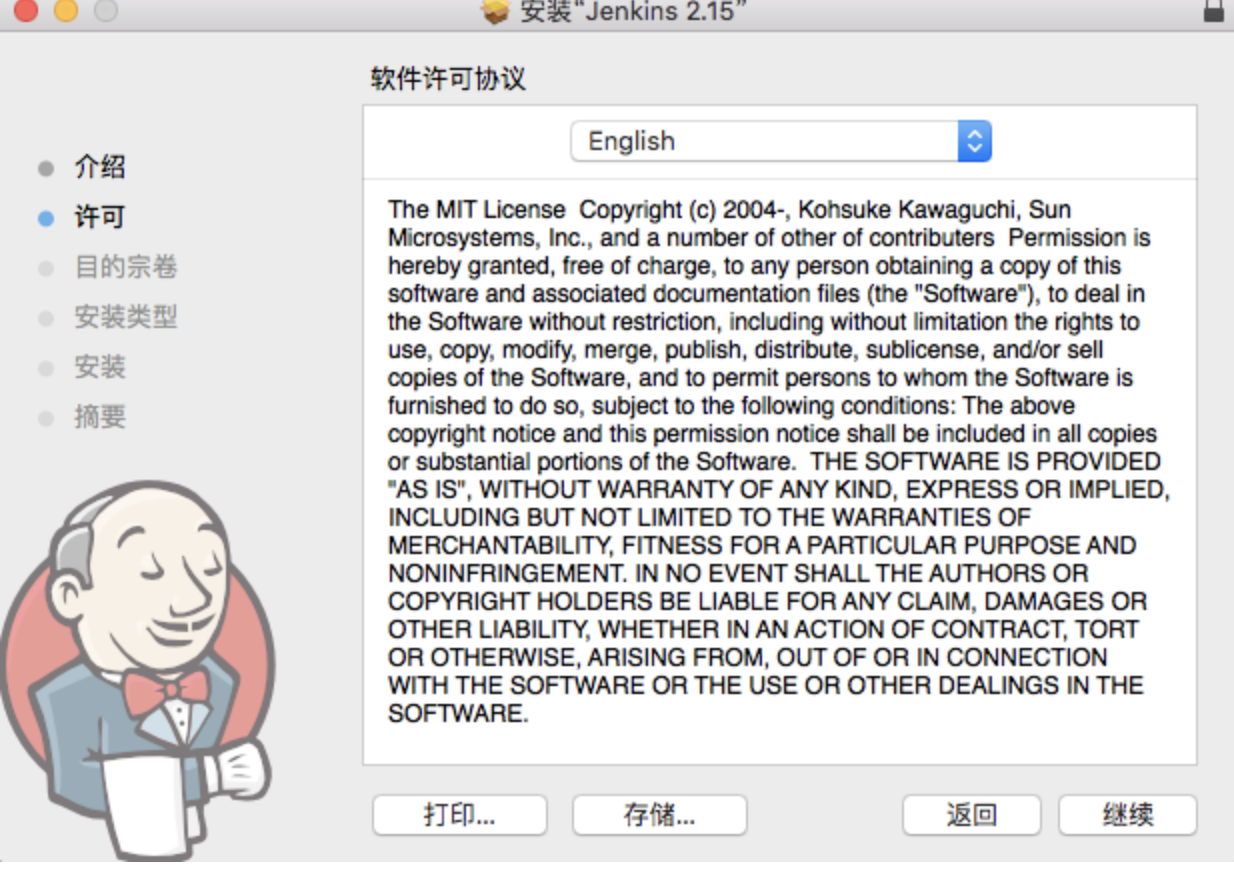 安装“Jenkins 2.15”
软件许可协议
English
介绍
许可
目的宗卷
安装类型
安装
摘要
The MIT License  Copyright (c) 2004-, Kohsuke Kawaguchi, Sun
Microsystems, Inc., and a number of other of contributers  Permission is
hereby granted, free of charge, to any person obtaining a copy of this
software and associated documentation files (the "Software"), to deal in
the Software without restriction, including without limitation the rights to
use, copy, modify, merge, publish, distribute, sublicense, and/or sell
copies of the Software, and to permit persons to whom the Software is
furnished to do so, subject to the following conditions: The above
copyright notice and this permission notice shall be included in all copies
or substantial portions of the Software.  THE SOFTWARE IS PROVIDED
"AS IS", WITHOUT WARRANTY OF ANY KIND, EXPRESS OR IMPLIED,
INCLUDING BUT NOT LIMITED TO THE WARRANTIES OF
MERCHANTABILITY, FITNESS FOR A PARTICULAR PURPOSE AND
NONINFRINGEMENT. IN NO EVENT SHALL THE AUTHORS OR
COPYRIGHT HOLDERS BE LIABLE FOR ANY CLAIM, DAMAGES OR
OTHER LIABILITY, WHETHER IN AN ACTION OF CONTRACT, TORT
OR OTHERWISE, ARISING FROM, OUT OF OR IN CONNECTION
WITH THE SOFTWARE OR THE USE OR OTHER DEALINGS IN THE
SOFTWARE.
打印... 存储... 返回 继续